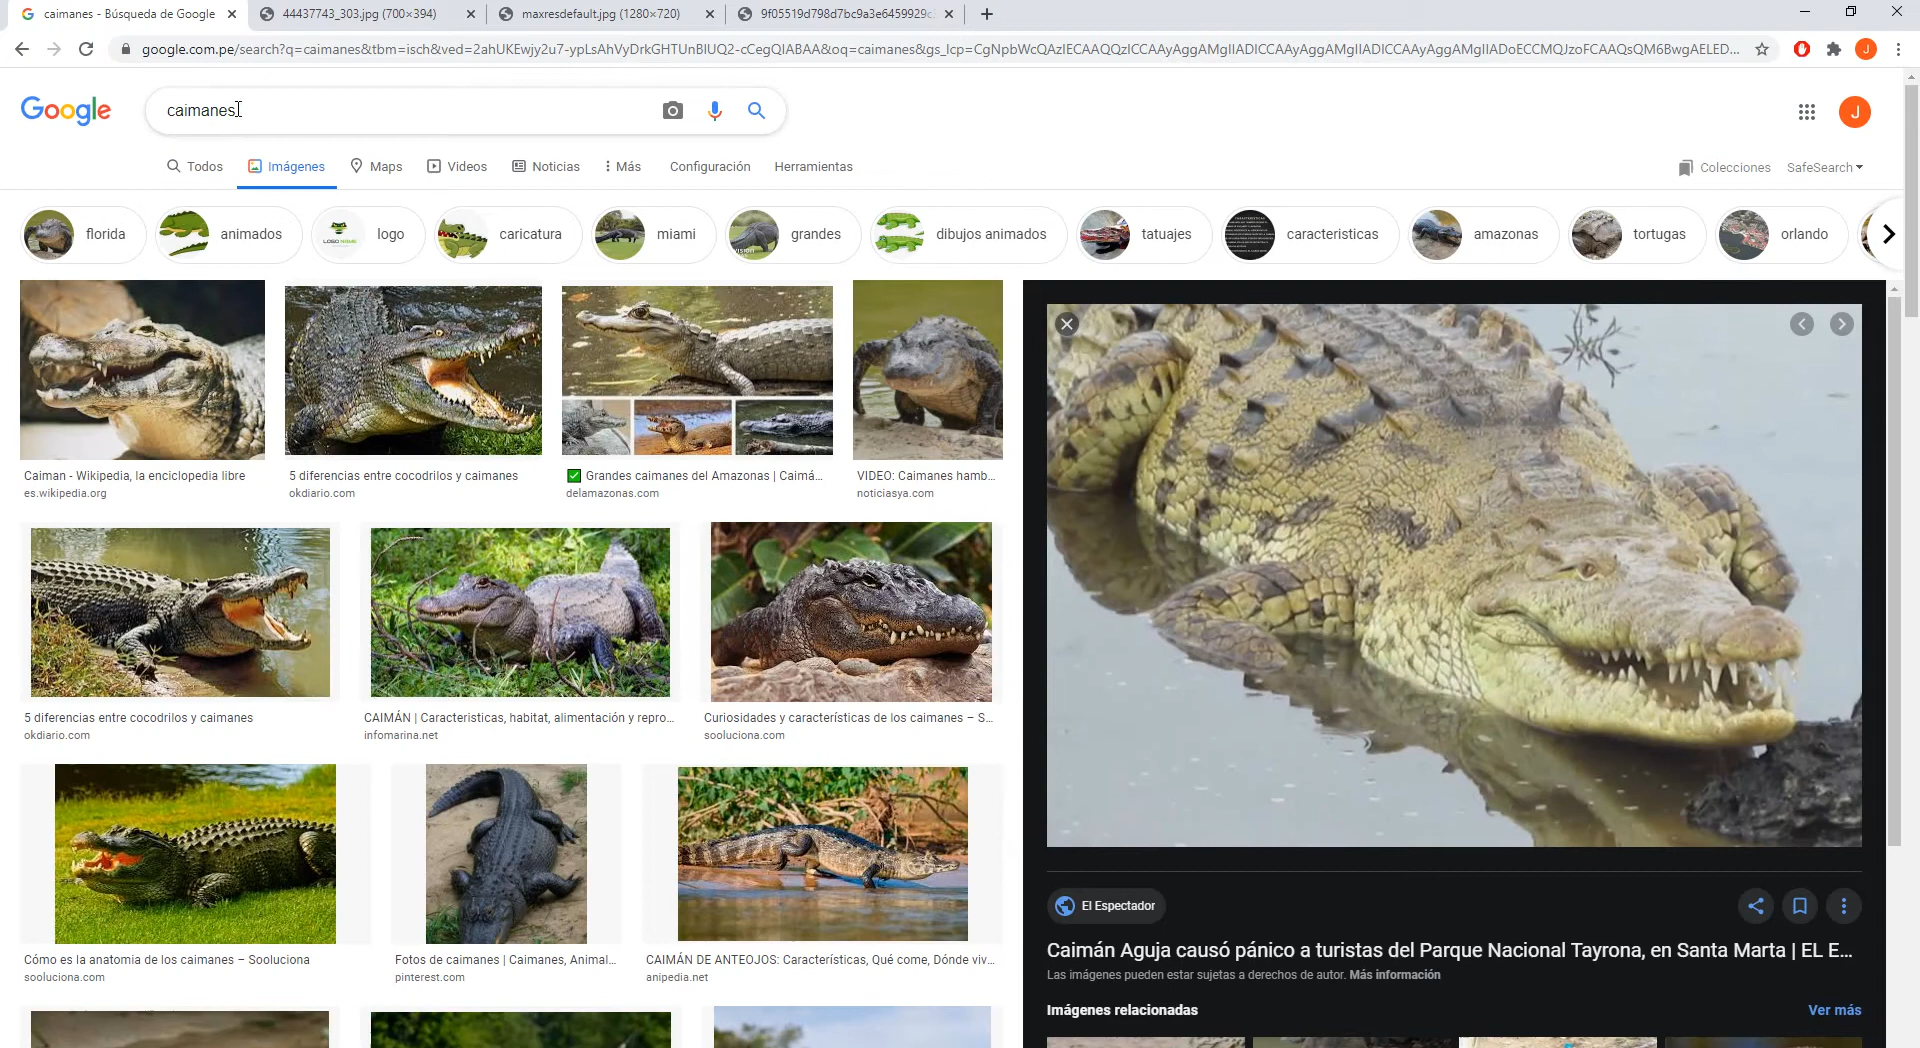 caimanes - Búsqueda de Google
44437743_303.jpg (700×394)
maxresdefault.jpg (1280×720)
9f05519d798d7bc9a3e6459929c
google.com.pe/search?q=caimanes&tbm=isch&ved=2ahUKEwjy2u7-ypLsAhVyDrkGHTUnBIUQ2-cCegQIABAA&oq=caimanes&gs_lcp=CgNpbWcQAzIECAAQQzICCAAyAggAMgIIADICCAAyAggAMgIIADICCAAyAggAMgIIADoECCMQJzoFCAAQsQM6BwgAELED...
J
Google
caimanes
J
Todos
Imágenes
Maps
Videos
Noticias
Más
Configuración
Herramientas
Colecciones
SafeSearch
florida
animados
logo
caricatura
miami
grandes
dibujos animados
tatuajes
caracteristicas
amazonas
tortugas
orlando
Caiman - Wikipedia, la enciclopedia libre
es.wikipedia.org
5 diferencias entre cocodrilos y caimanes
okdiario.com
Grandes caimanes del Amazonas | Caimá...
delamazonas.com
VIDEO: Caimanes hamb...
noticiasya.com
5 diferencias entre cocodrilos y caimanes
okdiario.com
CAIMÁN | Caracteristicas, habitat, alimentación y repro...
infomarina.net
Curiosidades y características de los caimanes – S...
sooluciona.com
Cómo es la anatomia de los caimanes – Sooluciona
sooluciona.com
Fotos de caimanes | Caimanes, Animal...
pinterest.com
CAIMÁN DE ANTEOJOS: Características, Qué come, Dónde viv...
anipedia.net
El Espectador
Caimán Aguja causó pánico a turistas del Parque Nacional Tayrona, en Santa Marta | EL E...
Las imágenes pueden estar sujetas a derechos de autor. Más información
Imágenes relacionadas
Ver más